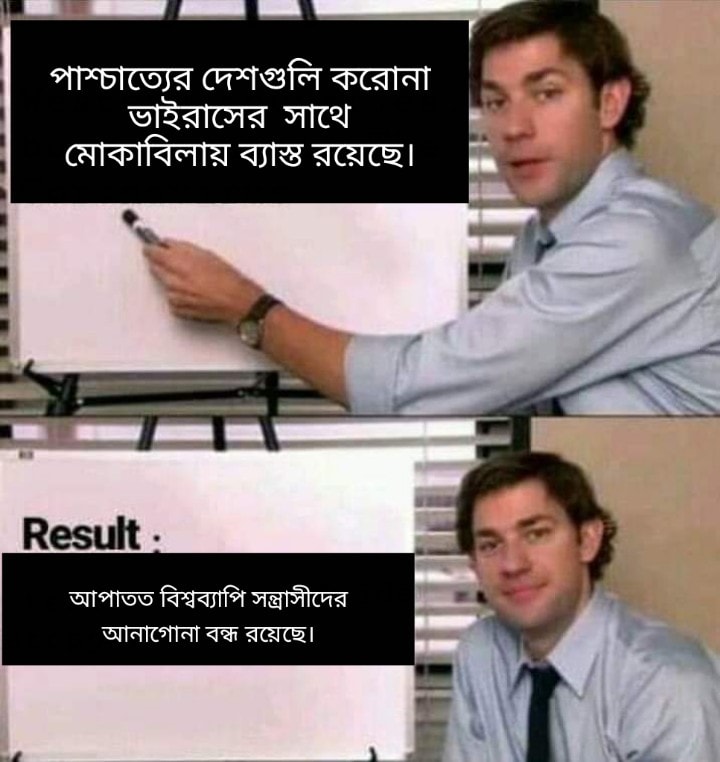 পাশ্চাত্যের দেশগুলি করোনা
ভাইরাসের সাথে
মোকাবিলায় ব্যাস্ত রয়েছে।
Result :
আপাতত বিশ্বব্যাপি সন্ত্রাসীদের
আনাগোনা বন্ধ রয়েছে।